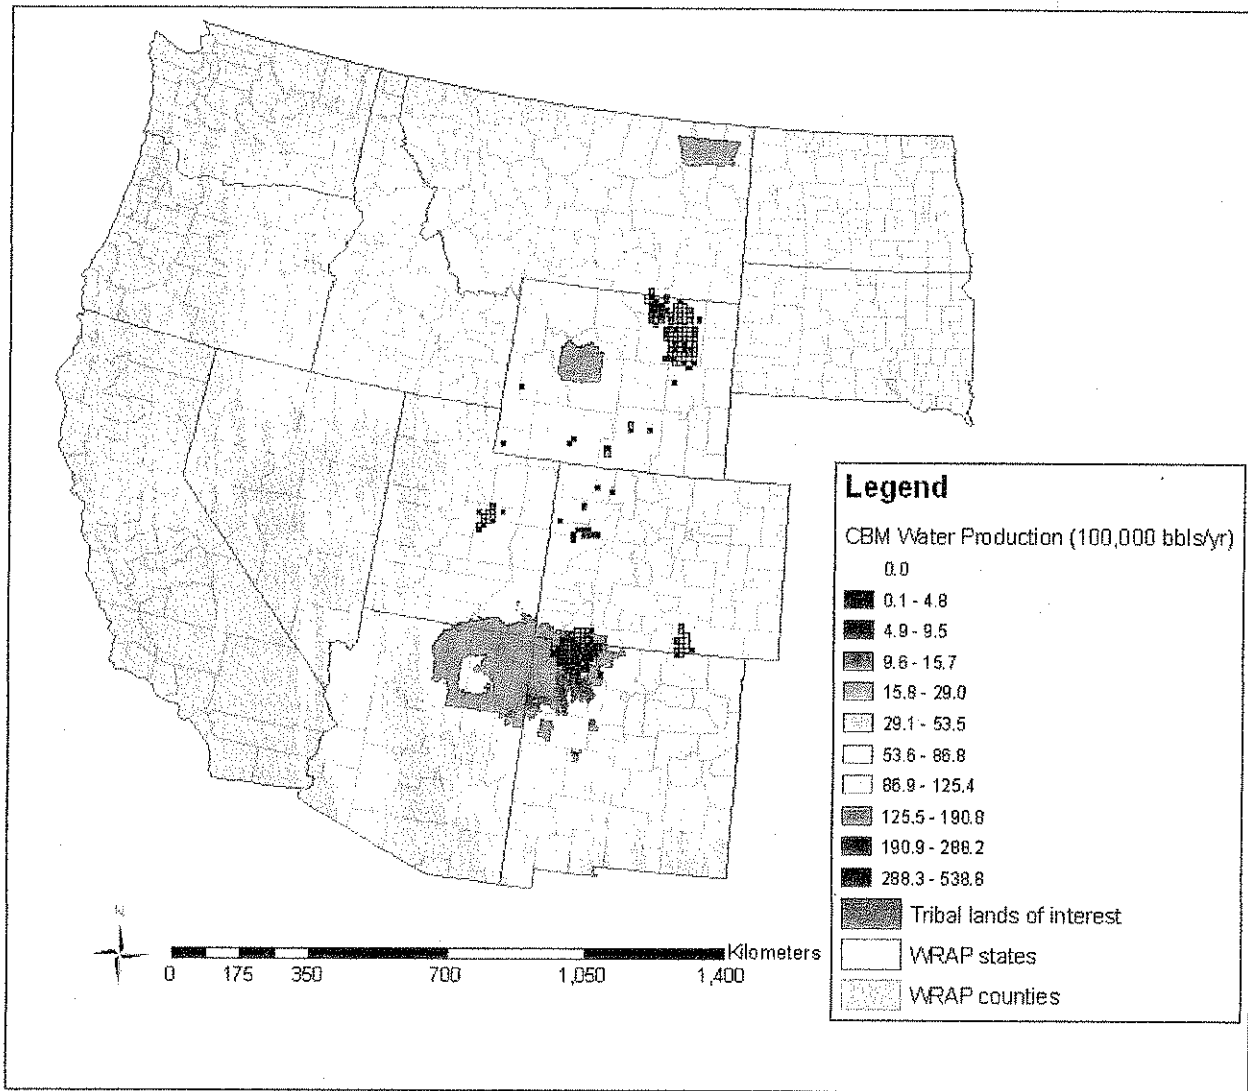 Legend
CBM Water Production (100,000 bbls/yr)
0.0
0.1 - 4.8
4.9 - 9.5
9.6 - 15.7
15.8 - 29.0
29.1 - 53.5
53.6 - 86.8
86.9 - 125.4
125.5 - 190.8
190.9 - 288.2
288.3 - 538.8
Tribal lands of interest
WRAP states
WRAP counties
N
Kilometers
0 175 350 700 1,050 1,400